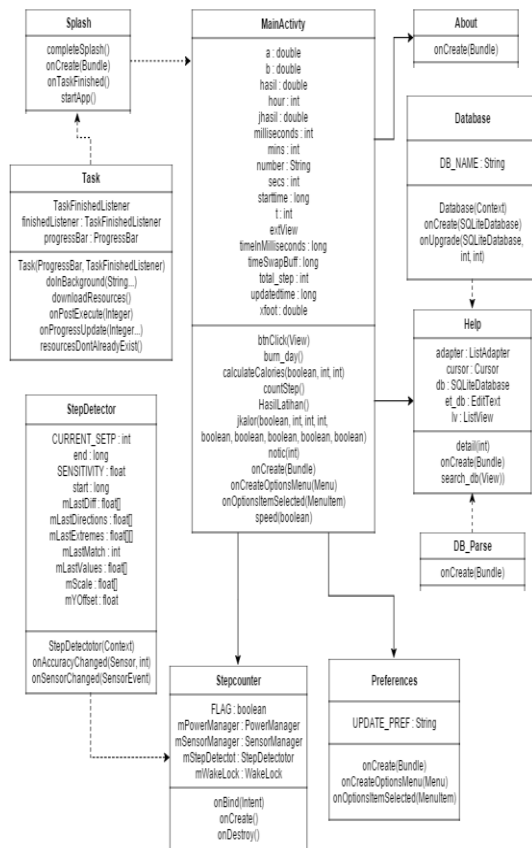 Splash
completeSplash()
onCreate(Bundle)
onTaskFinished()
startApp()
Task
TaskFinishedListener
finishedListener : TaskFinishedListener
progressBar : ProgressBar
Task(ProgressBar, TaskFinishedListener)
doInBackground(String...)
downloadResources()
onPostExecute(Integer)
onProgressUpdate(Integer...)
resourcesDontAlreadyExist()
StepDetector
CURRENT_SETP : int
end : long
SENSITIVITY : float
start : long
mLastDiff : float[]
mLastDirections : float[]
mLastExtremes : float[][]
mLastMatch : int
mLastValues : float[]
mScale : float[]
mYOffset : float
StepDetectotor(Context)
onAccuracyChanged(Sensor, int)
onSensorChanged(SensorEvent)
MainActivty
a : double
b : double
hasil : double
hour : int
jhasil : double
milliseconds : int
mins : int
number : String
secs : int
starttime : long
t : int
extView
timeInMilliseconds : long
timeSwapBuff : long
total_step : int
updatedtime : long
xfoot : double
btnClick(View)
burn_day()
calculateCalories(boolean, int, int)
countStep()
HasilLatihan()
jkalor(boolean, int, int, int,
boolean, boolean, boolean, boolean, boolean)
notic(int)
onCreate(Bundle)
onCreateOptionsMenu(Menu)
onOptionsItemSelected(MenuItem)
speed(boolean)
Stepcounter
FLAG : boolean
mPowerManager : PowerManager
mSensorManager : SensorManager
mStepDetectot : StepDetectotor
mWakeLock : WakeLock
onBind(Intent)
onCreate()
onDestroy()
About
onCreate(Bundle)
Database
DB_NAME : String
Database(Context)
onCreate(SQLiteDatabase)
onUpgrade(SQLiteDatabase,
int, int)
Help
adapter : ListAdapter
cursor : Cursor
db : SQLiteDatabase
et_db : EditText
lv : ListView
detail(int)
onCreate(Bundle)
search_db(View))
DB_Parse
onCreate(Bundle)
Preferences
UPDATE_PREF : String
onCreate(Bundle)
onCreateOptionsMenu(Menu)
onOptionsItemSelected(MenuItem)